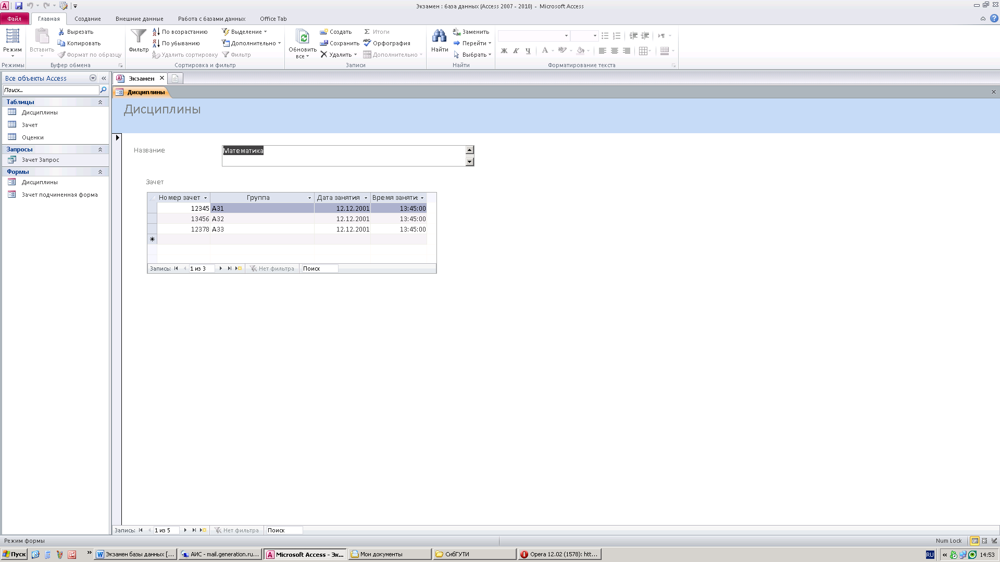 Экзамен : база данных (Access 2007 - 2010) - Microsoft Access
Файл Главная Создание Внешние данные Работа с базами данных Office Tab
Режим
Режимы
Вставить
Вырезать
Копировать
Формат по образцу
Буфер обмена
Фильтр
По возрастанию
По убыванию
Удалить сортировку
Выделение
Дополнительно
Фильтр
Сортировка и фильтр
Обновить
все
Создать
Сохранить
Удалить
Итоги
Орфография
Дополнительно
Записи
Найти
Заменить
Перейти
Выбрать
Найти
Ж К Ч
Форматирование текста
Все объекты Access
Поиск...
Таблицы
Дисциплины
Зачет
Оценки
Запросы
Зачет Запрос
Формы
Дисциплины
Зачет подчиненная форма
Экзамен
Дисциплины
Дисциплины
Название Математика
Зачет
Номер зачет Группа Дата занятия Время заняти
12345 А31 12.12.2001 13:45:00
13456 А32 12.12.2001 13:45:00
12378 А33 12.12.2001 13:45:00
Запись: 1 из 3 Нет фильтра Поиск
Запись: 1 из 5 Нет фильтра Поиск
Режим формы Num Lock
Пуск Экзамен базы данных [... АИС - mail.generation.ru... Microsoft Access - Эк... Мои документы СибГУТИ Opera 12.02 (1578): htt... RU 14:53